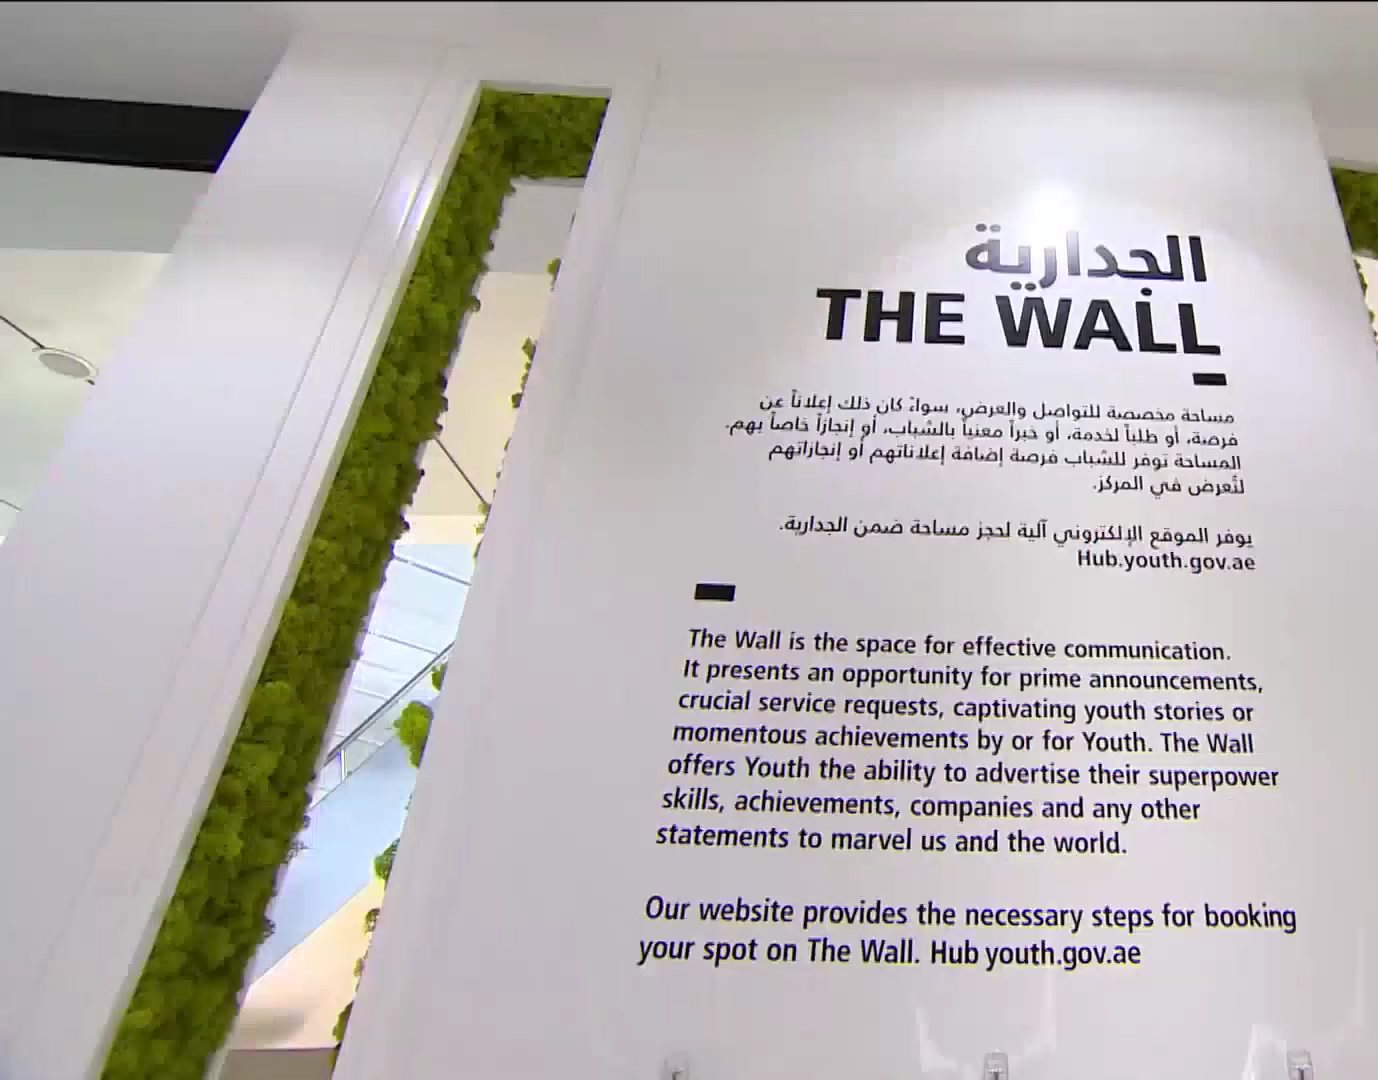 الجدارية
THE WALL
مساحة مخصصة للتواصل والعرض، سواءً كان ذلك إعلاناً عن
فرصة، أو طلباً لخدمة، أو خبراً معنياً بالشباب، أو إنجازاً خاصاً بهم.
المساحة توفر للشباب فرصة إضافة إعلاناتهم أو إنجازاتهم
لتُعرض في المركز.
يوفر الموقع الإلكتروني آلية لحجز مساحة ضمن الجدارية.
Hub.youth.gov.ae
The Wall is the space for effective communication.
It presents an opportunity for prime announcements,
crucial service requests, captivating youth stories or
momentous achievements by or for Youth. The Wall
offers Youth the ability to advertise their superpower
skills, achievements, companies and any other
statements to marvel us and the world.
Our website provides the necessary steps for booking
your spot on The Wall. Hub youth.gov.ae